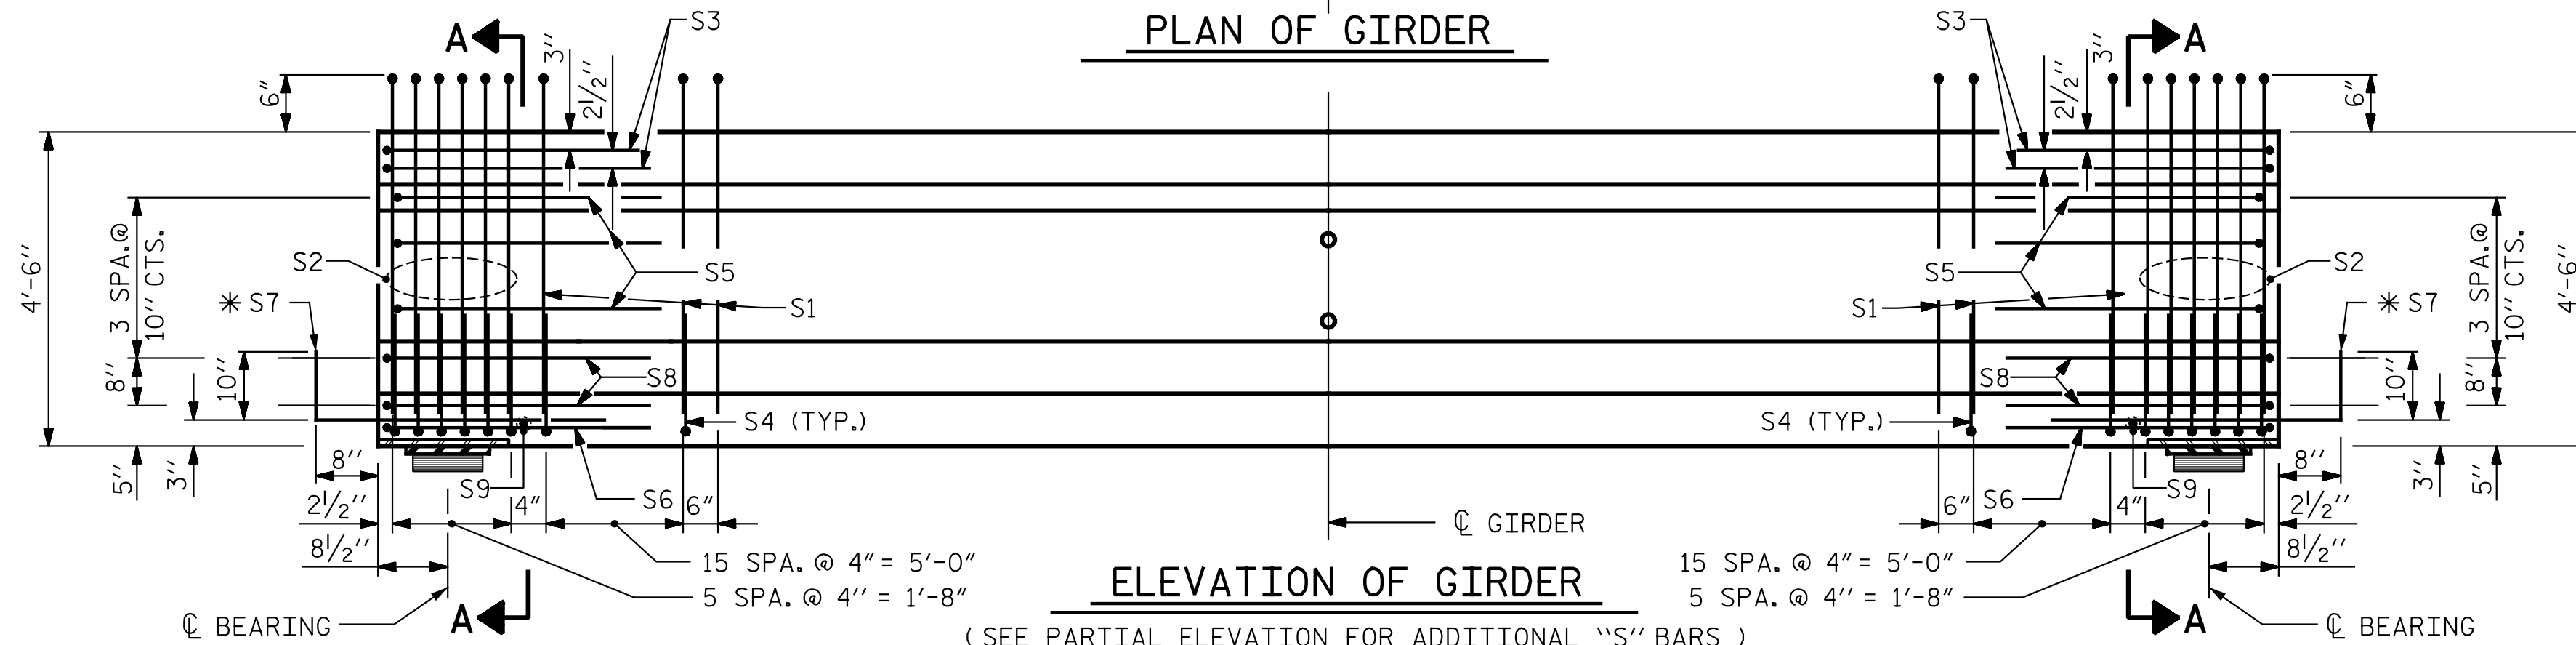 PLAN OF GIRDER
A
S3
3''
2½''
6"
4'-6''
3 SPA.@
10'' CTS.
S2
✳ S7
S5
S1
8''
10''
S8
S4 (TYP.)
5''
3''
8''
S9
S6
2½''
4"
6"
8½''
15 SPA. @ 4"= 5'-0"
5 SPA. @ 4'' = 1'-8"
A
℄ BEARING
℄ GIRDER
ELEVATION OF GIRDER
( SEE PARTIAL ELEVATION FOR ADDITIONAL "S" BARS )
S3
3''
2½''
A
6"
4'-6''
3 SPA.@
10'' CTS.
S5
S2
S1
✳ S7
S8
10''
8''
S4 (TYP.)
8''
3''
5''
S9
6"
S6
4"
2½''
8½''
15 SPA. @ 4"= 5'-0"
5 SPA. @ 4'' = 1'-8"
A
℄ BEARING